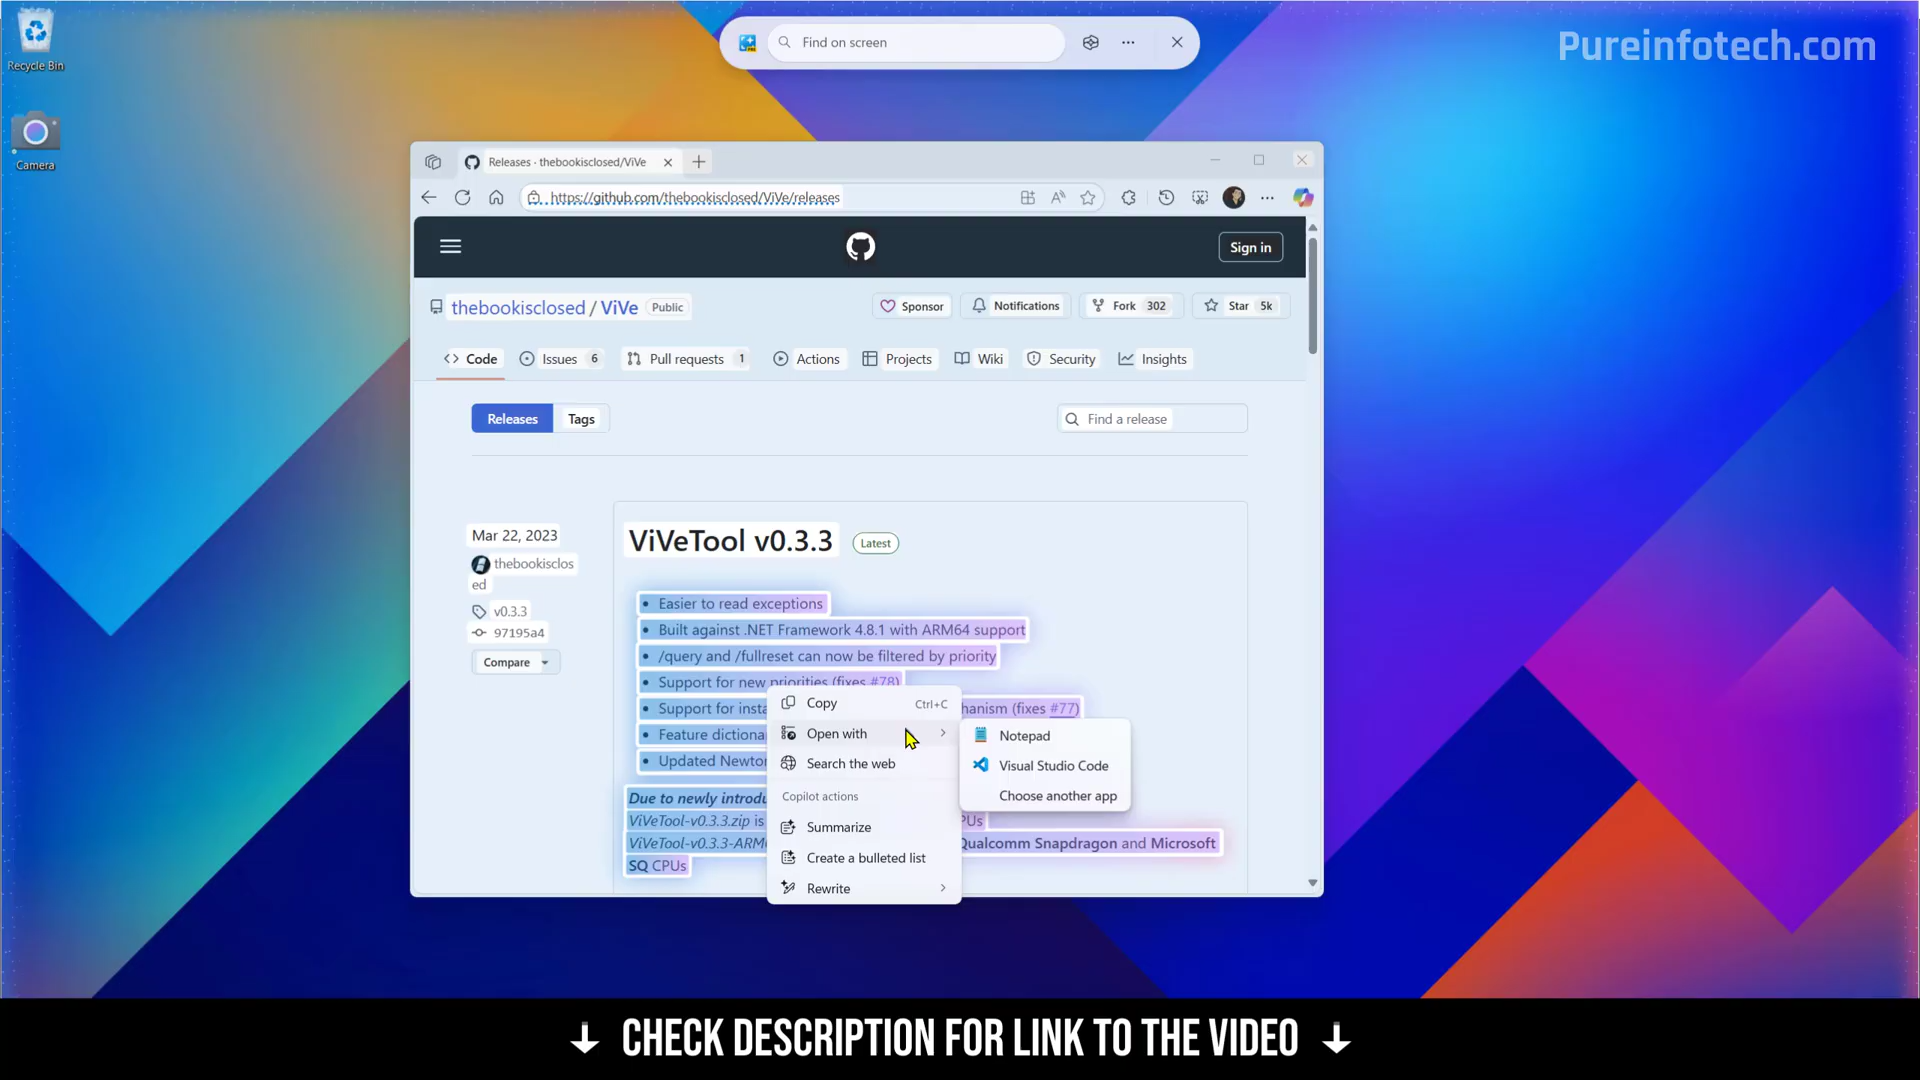 Recycle Bin
Camera
Find on screen
Pureinfotech.com
Releases · thebookisclosed/ViVe
https://github.com/thebookisclosed/ViVe/releases
Sign in
thebookisclosed / ViVe Public
Sponsor
Notifications
Fork 302
Star 5k
Code
Issues 6
Pull requests 1
Actions
Projects
Wiki
Security
Insights
Releases
Tags
Find a release
Mar 22, 2023
thebookisclos
ed
v0.3.3
97195a4
Compare
ViVeTool v0.3.3 Latest
• Easier to read exceptions
• Built against .NET Framework 4.8.1 with ARM64 support
• /query and /fullreset can now be filtered by priority
• Support for new priorities (fixes #78)
• Support for insta hanism (fixes #77)
• Feature dictiona
• Updated Newton
Due to newly introdu
ViVeTool-v0.3.3.zip is PUs
ViVeTool-v0.3.3-ARM Qualcomm Snapdragon and Microsoft
SQ CPUs
Copy Ctrl+C
Open with
Search the web
Copilot actions
Summarize
Create a bulleted list
Rewrite
Notepad
Visual Studio Code
Choose another app
CHECK DESCRIPTION FOR LINK TO THE VIDEO